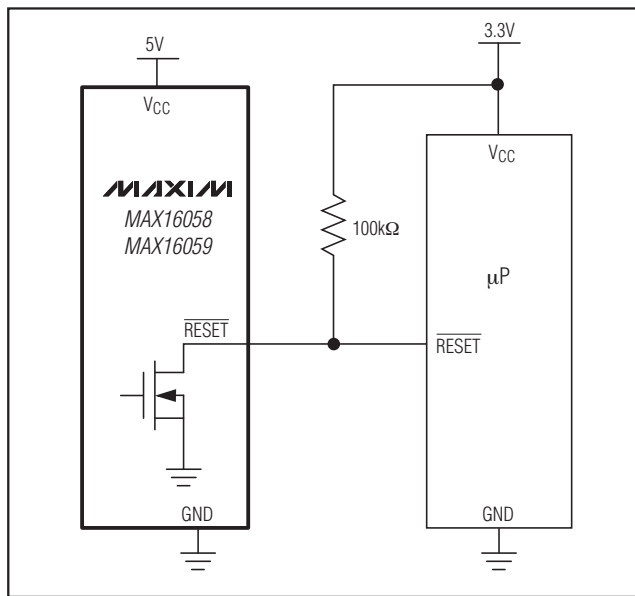 5V
3.3V
VCC
VCC
MAXIM
MAX16058
MAX16059
100kΩ
μP
RESET
RESET
GND
GND